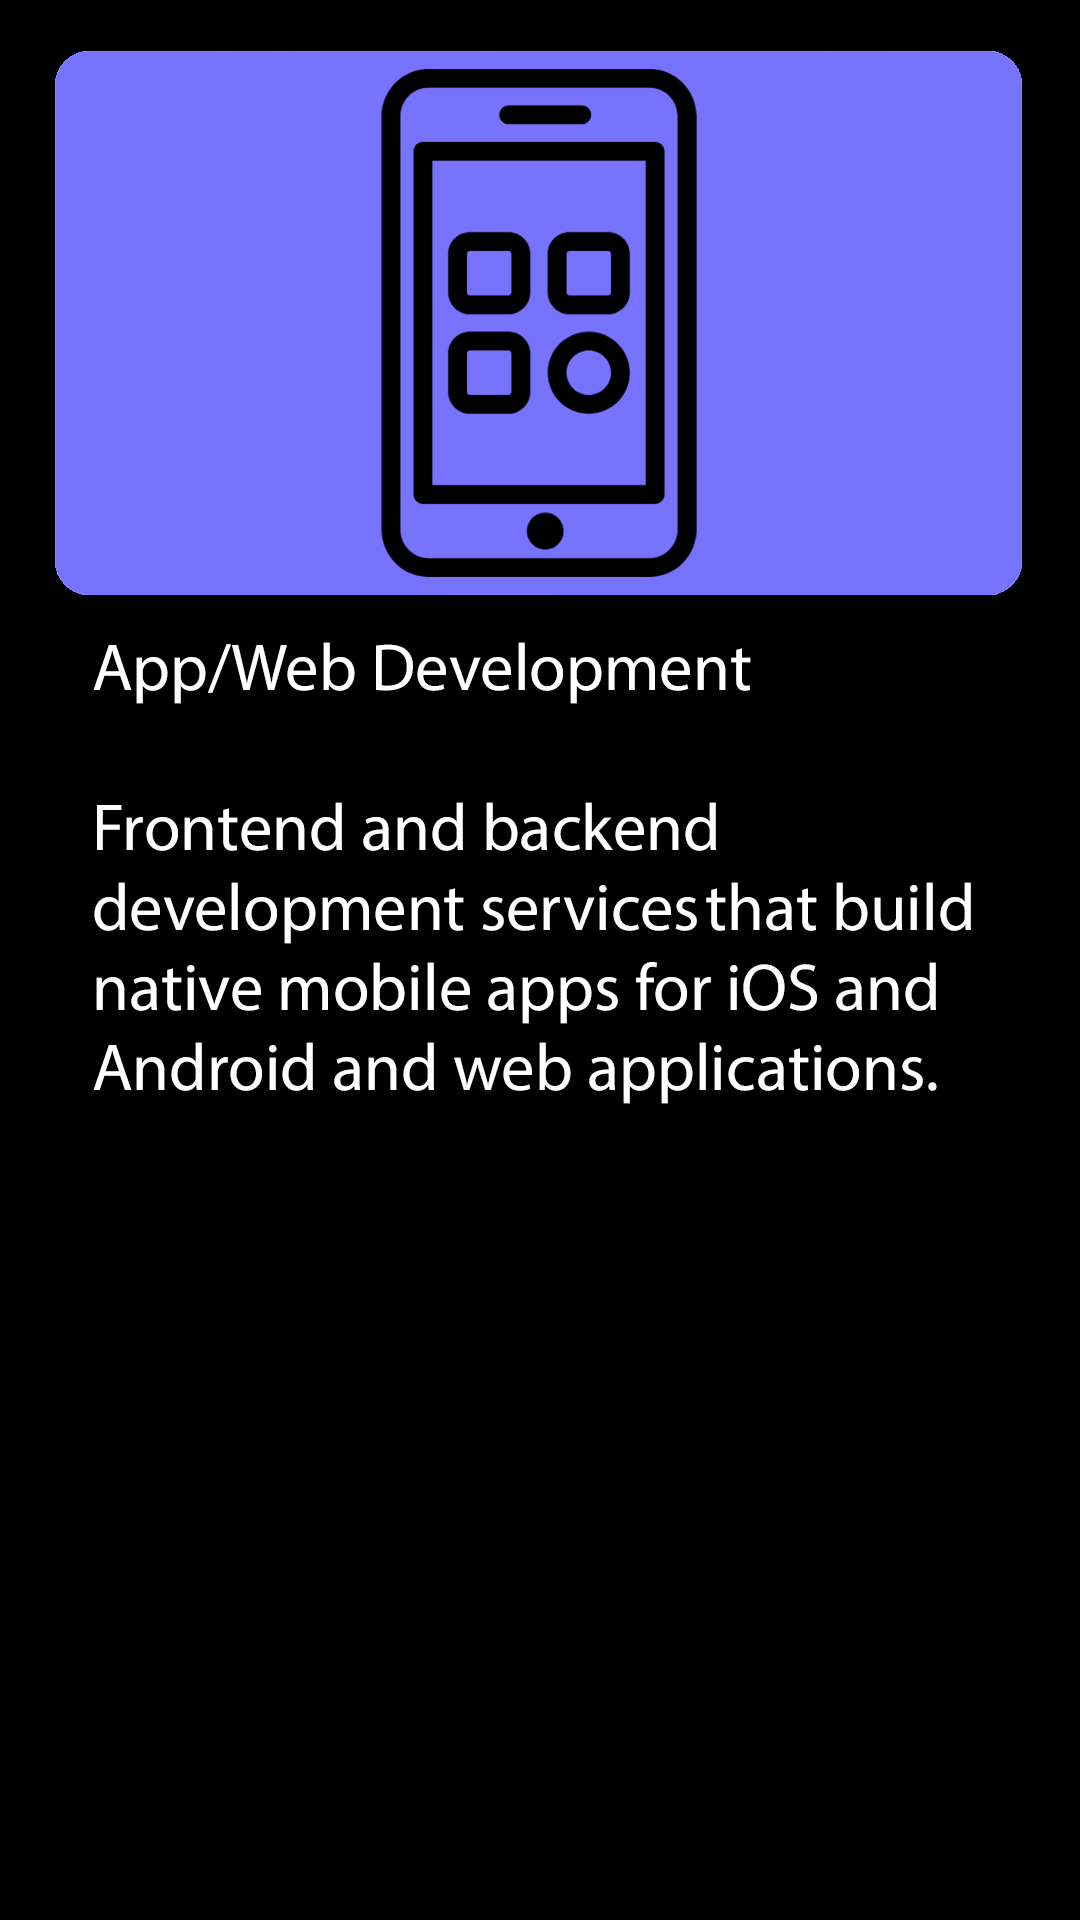 App/Web Development
Frontend and backend
development services that build
native mobile apps for iOS and
Android and web applications.